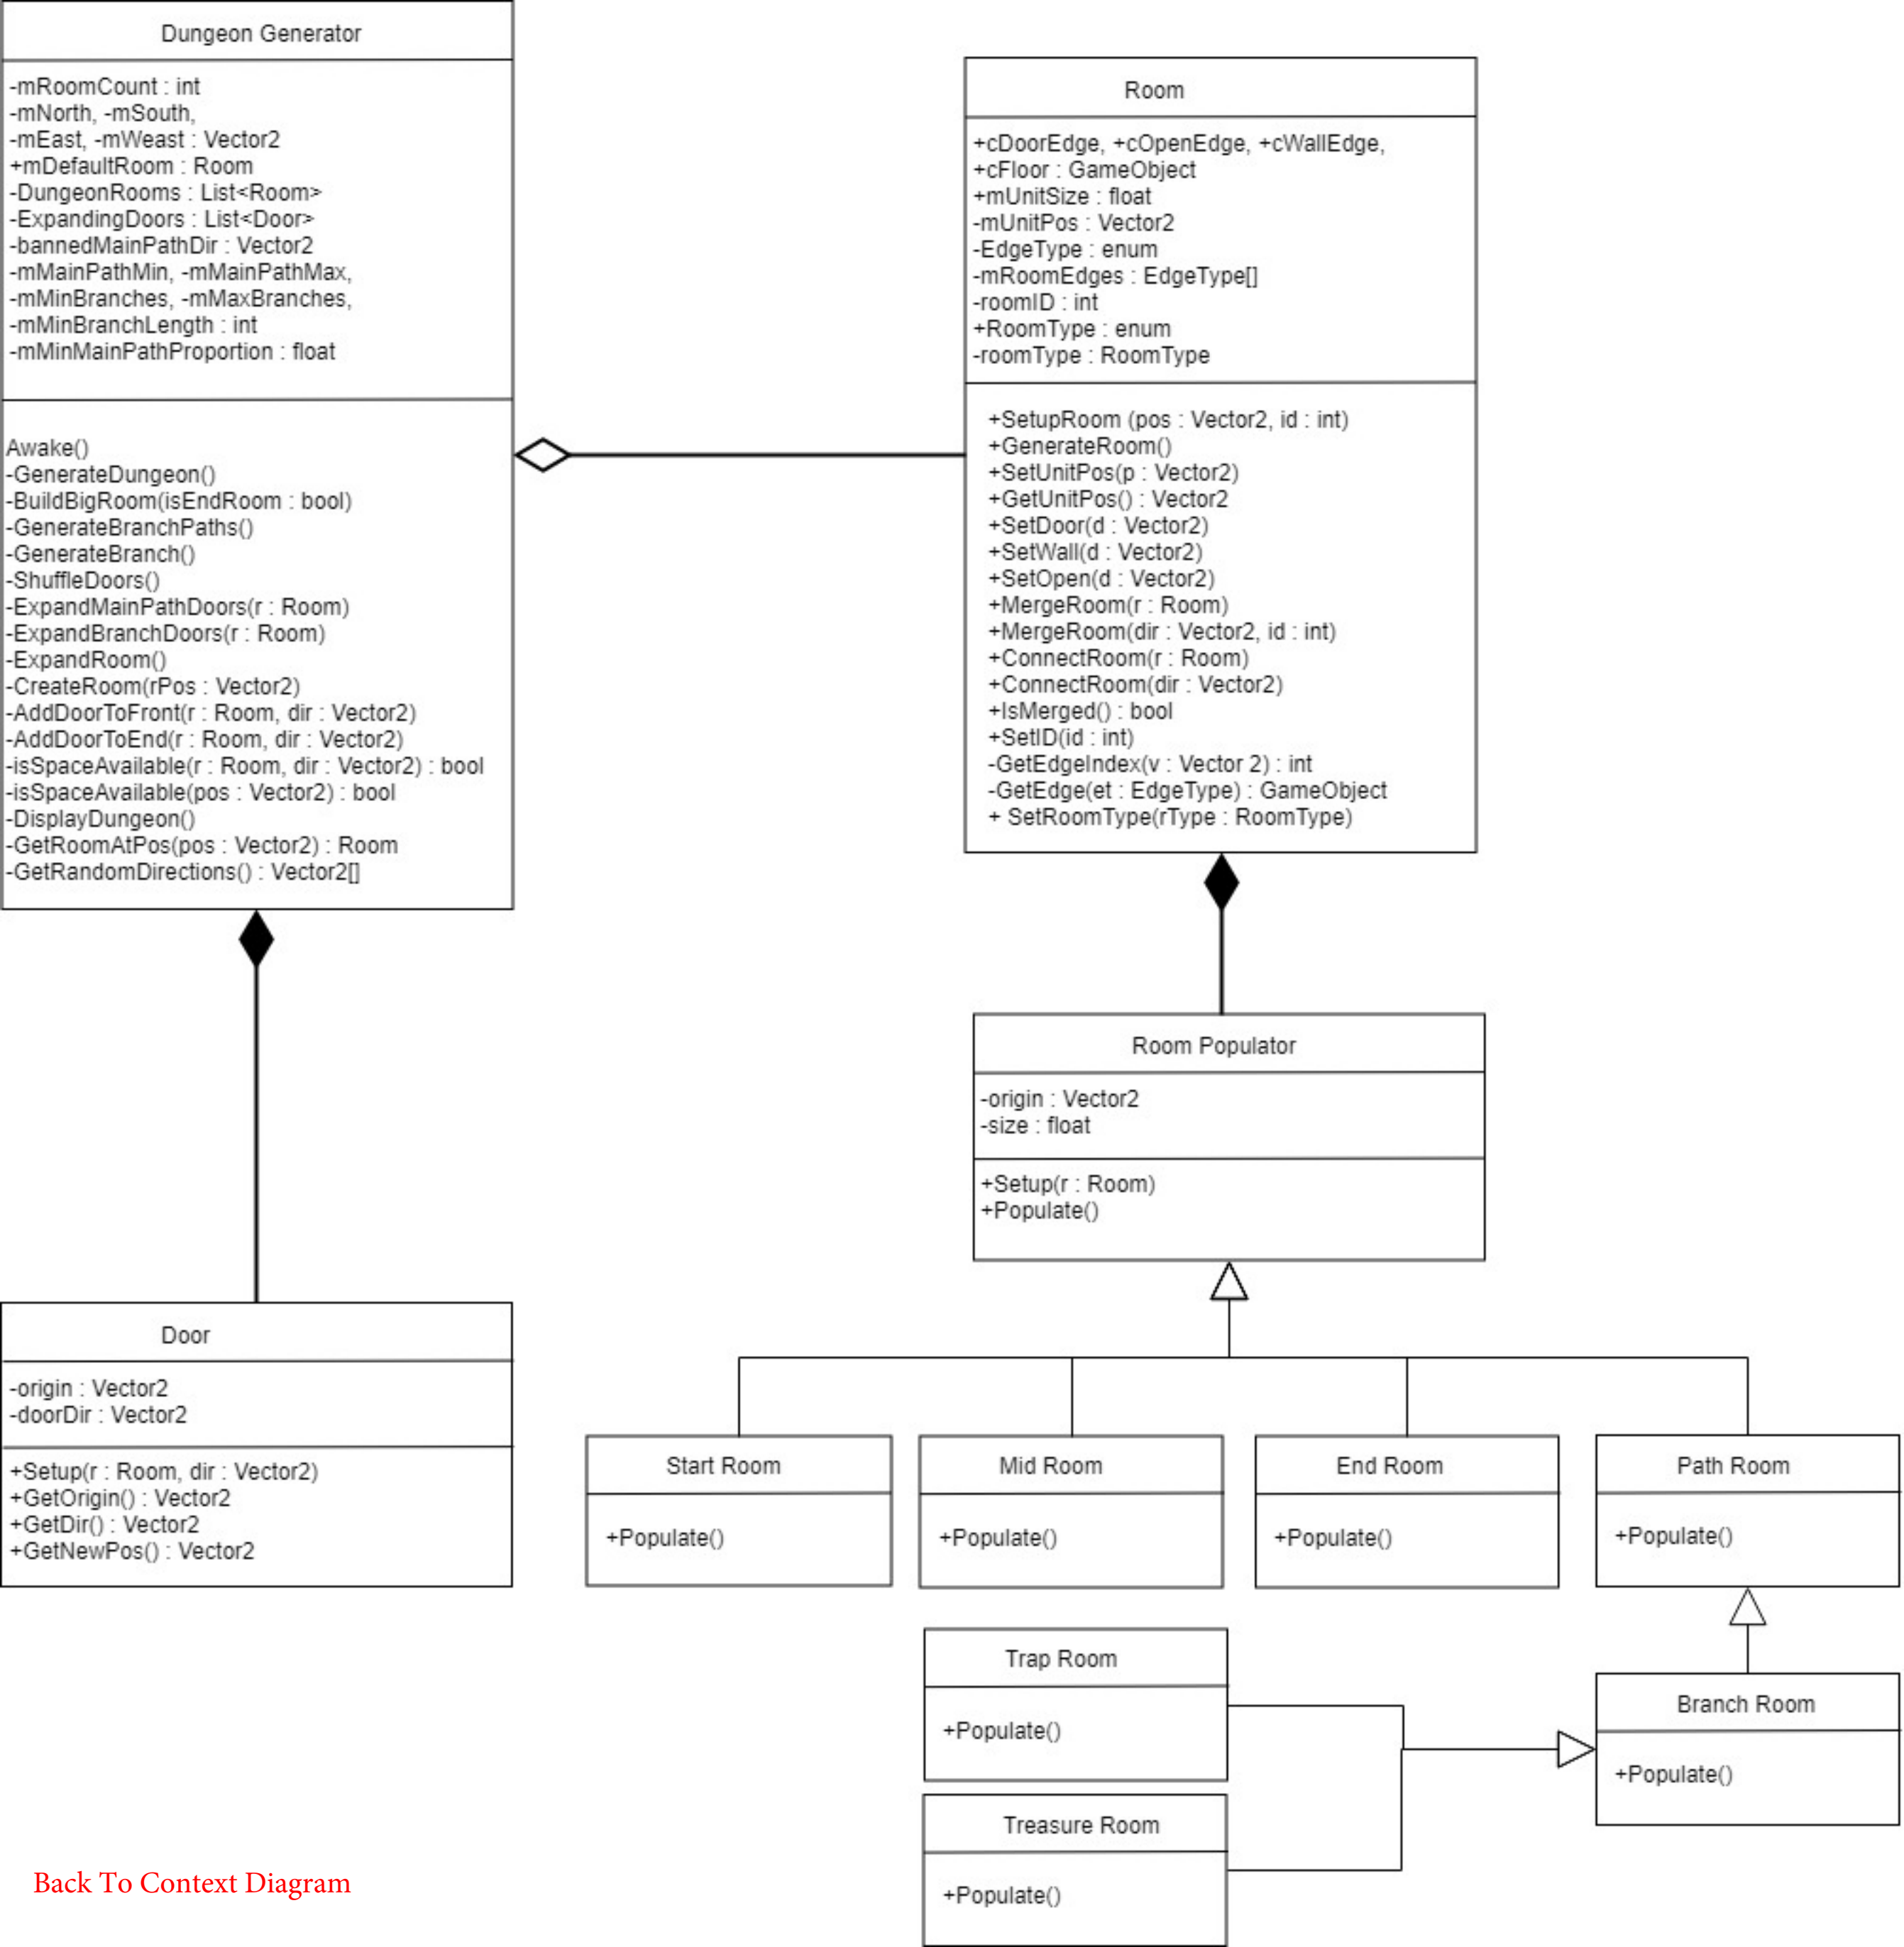 Dungeon Generator
-mRoomCount : int
-mNorth, -mSouth,
-mEast, -mWeast : Vector2
+mDefaultRoom : Room
-DungeonRooms : List<Room>
-ExpandingDoors : List<Door>
-bannedMainPathDir : Vector2
-mMainPathMin, -mMainPathMax,
-mMinBranches, -mMaxBranches,
-mMinBranchLength : int
-mMinMainPathProportion : float
Awake()
-GenerateDungeon()
-BuildBigRoom(isEndRoom : bool)
-GenerateBranchPaths()
-GenerateBranch()
-ShuffleDoors()
-ExpandMainPathDoors(r : Room)
-ExpandBranchDoors(r : Room)
-ExpandRoom()
-CreateRoom(rPos : Vector2)
-AddDoorToFront(r : Room, dir : Vector2)
-AddDoorToEnd(r : Room, dir : Vector2)
-isSpaceAvailable(r : Room, dir : Vector2) : bool
-isSpaceAvailable(pos : Vector2) : bool
-DisplayDungeon()
-GetRoomAtPos(pos : Vector2) : Room
-GetRandomDirections() : Vector2[]
Room
+cDoorEdge, +cOpenEdge, +cWallEdge,
+cFloor : GameObject
+mUnitSize : float
-mUnitPos : Vector2
-EdgeType : enum
-mRoomEdges : EdgeType[]
-roomID : int
+RoomType : enum
-roomType : RoomType
+SetupRoom (pos : Vector2, id : int)
+GenerateRoom()
+SetUnitPos(p : Vector2)
+GetUnitPos() : Vector2
+SetDoor(d : Vector2)
+SetWall(d : Vector2)
+SetOpen(d : Vector2)
+MergeRoom(r : Room)
+MergeRoom(dir : Vector2, id : int)
+ConnectRoom(r : Room)
+ConnectRoom(dir : Vector2)
+IsMerged() : bool
+SetID(id : int)
-GetEdgeIndex(v : Vector 2) : int
-GetEdge(et : EdgeType) : GameObject
+ SetRoomType(rType : RoomType)
Room Populator
-origin : Vector2
-size : float
+Setup(r : Room)
+Populate()
Door
-origin : Vector2
-doorDir : Vector2
+Setup(r : Room, dir : Vector2)
+GetOrigin() : Vector2
+GetDir() : Vector2
+GetNewPos() : Vector2
Start Room
+Populate()
Mid Room
+Populate()
End Room
+Populate()
Path Room
+Populate()
Trap Room
+Populate()
Branch Room
+Populate()
Treasure Room
+Populate()
Back To Context Diagram